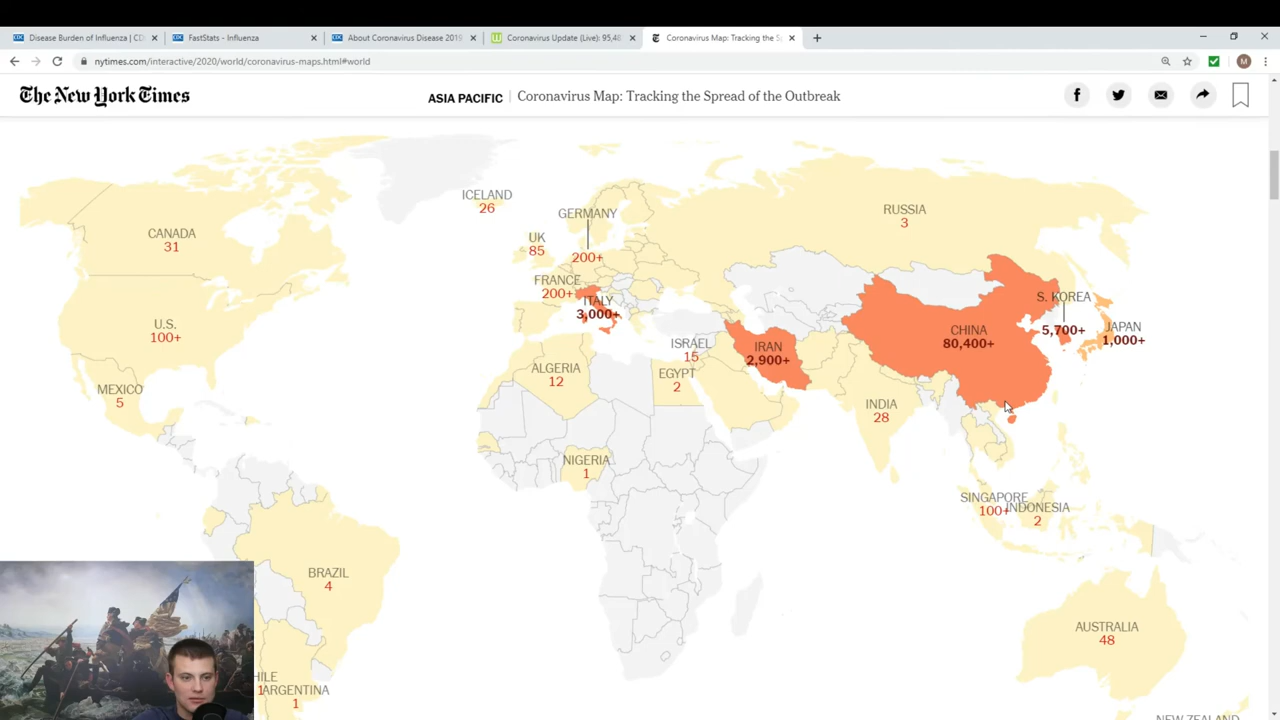 Disease Burden of Influenza | CD
FastStats - Influenza
About Coronavirus Disease 2019
Coronavirus Update (Live): 95,48
Coronavirus Map: Tracking the Sp
nytimes.com/interactive/2020/world/coronavirus-maps.html#world
M
The New York Times
ASIA PACIFIC | Coronavirus Map: Tracking the Spread of the Outbreak
ICELAND
26
CANADA
31
U.S.
100+
MEXICO
5
UK
85
GERMANY
200+
FRANCE
200+
ITALY
3,000+
RUSSIA
3
ALGERIA
12
ISRAEL
15
EGYPT
2
IRAN
2,900+
CHINA
80,400+
S. KOREA
5,700+
JAPAN
1,000+
INDIA
28
NIGERIA
1
SINGAPORE
100+
INDONESIA
2
BRAZIL
4
AUSTRALIA
48
HILE
1
ARGENTINA
1
NEW ZEALAND